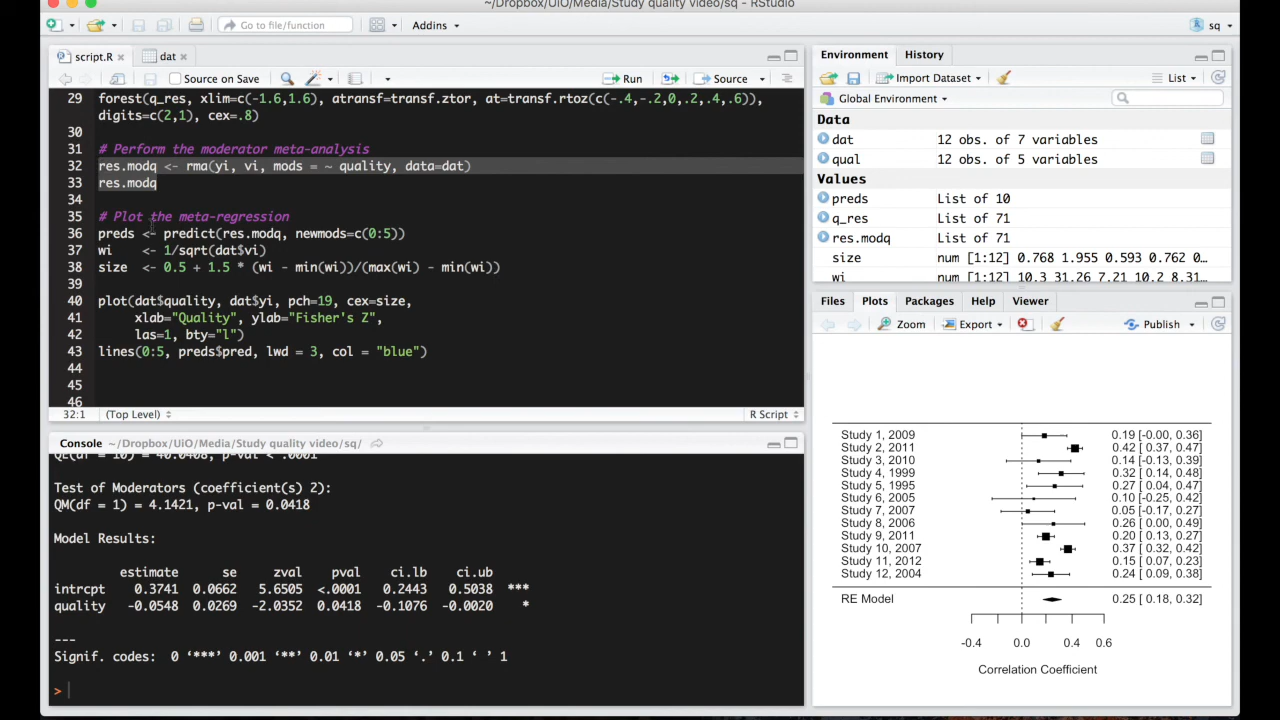 ~/Dropbox/UiO/Media/Study quality video/sq - RStudio
Go to file/function
Addins
sq
script.R
dat
Source on Save
Run
Source
29 forest(q_res, xlim=c(-1.6,1.6), atransf=transf.ztor, at=transf.rtoz(c(-.4,-.2,0,.2,.4,.6)),
digits=c(2,1), cex=.8)
30
31 # Perform the moderator meta-analysis
32 res.modq <- rma(yi, vi, mods = ~ quality, data=dat)
33 res.modq
34
35 # Plot the meta-regression
36 preds <- predict(res.modq, newmods=c(0:5))
37 wi <- 1/sqrt(dat$vi)
38 size <- 0.5 + 1.5 * (wi - min(wi))/(max(wi) - min(wi))
39
40 plot(dat$quality, dat$yi, pch=19, cex=size,
41 xlab="Quality", ylab="Fisher's Z",
42 las=1, bty="l")
43 lines(0:5, preds$pred, lwd = 3, col = "blue")
44
45
46
32:1 (Top Level) R Script
Console ~/Dropbox/UiO/Media/Study quality video/sq/
QE(df = 10) = 40.0408, p-val < .0001
Test of Moderators (coefficient(s) 2):
QM(df = 1) = 4.1421, p-val = 0.0418
Model Results:
estimate se zval pval ci.lb ci.ub
intrcpt 0.3741 0.0662 5.6505 <.0001 0.2443 0.5038 ***
quality -0.0548 0.0269 -2.0352 0.0418 -0.1076 -0.0020 *
---
Signif. codes: 0 ‘***’ 0.001 ‘**’ 0.01 ‘*’ 0.05 ‘.’ 0.1 ‘ ’ 1
>
Environment History
Import Dataset List
Global Environment
Data
dat 12 obs. of 7 variables
qual 12 obs. of 5 variables
Values
preds List of 10
q_res List of 71
res.modq List of 71
size num [1:12] 0.768 1.955 0.593 0.762 0…
wi num [1:12] 10.3 31.26 7.21 10.2 8.31…
Files Plots Packages Help Viewer
Zoom Export Publish
Study 1, 2009 0.19 [-0.00, 0.36]
Study 2, 2011 0.42 [ 0.37, 0.47]
Study 3, 2010 0.14 [-0.13, 0.39]
Study 4, 1999 0.32 [ 0.14, 0.48]
Study 5, 1995 0.27 [ 0.04, 0.47]
Study 6, 2005 0.10 [-0.25, 0.42]
Study 7, 2007 0.05 [-0.17, 0.27]
Study 8, 2006 0.26 [ 0.00, 0.49]
Study 9, 2011 0.20 [ 0.13, 0.27]
Study 10, 2007 0.37 [ 0.32, 0.42]
Study 11, 2012 0.15 [ 0.07, 0.23]
Study 12, 2004 0.24 [ 0.09, 0.38]
RE Model 0.25 [ 0.18, 0.32]
-0.4 0.0 0.4 0.6
Correlation Coefficient